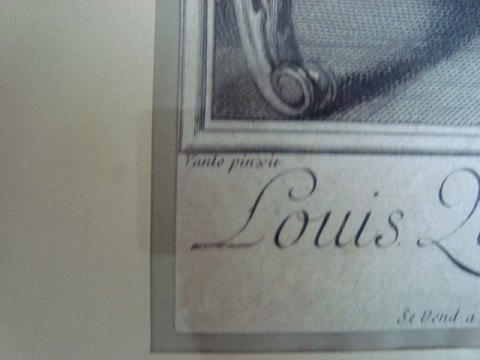 Vanlo pinxit
Louis
Se Vend a